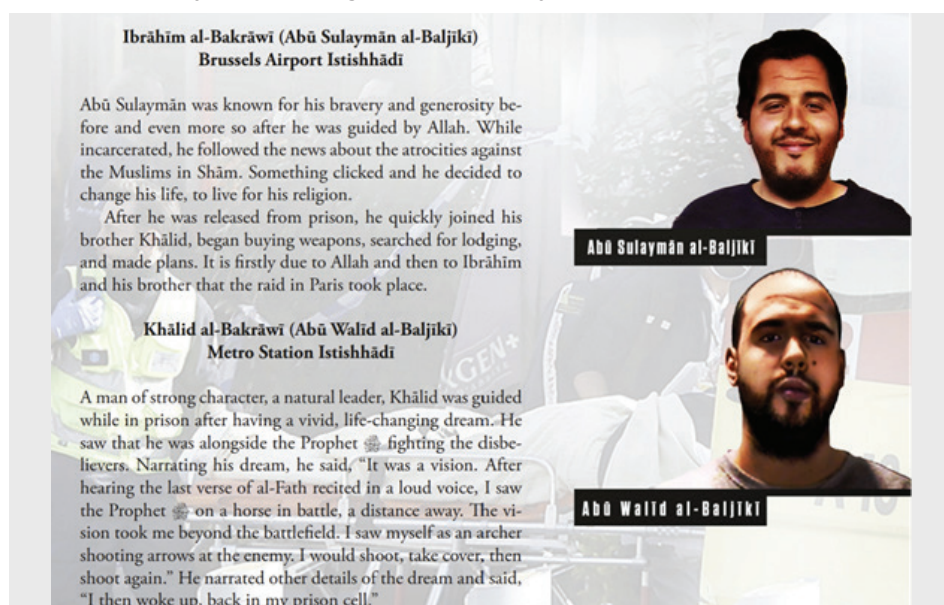 Ibrāhīm al-Bakrāwī (Abū Sulaymān al-Baljīkī)
Brussels Airport Istishhādī
Abū Sulaymān was known for his bravery and generosity be-
fore and even more so after he was guided by Allah. While
incarcerated, he followed the news about the atrocities against
the Muslims in Shām. Something clicked and he decided to
change his life, to live for his religion.
After he was released from prison, he quickly joined his
brother Khālid, began buying weapons, searched for lodging,
and made plans. It is firstly due to Allah and then to Ibrāhīm
and his brother that the raid in Paris took place.
Khālid al-Bakrāwī (Abū Walīd al-Baljīkī)
Metro Station Istishhādī
A man of strong character, a natural leader, Khālid was guided
while in prison after having a vivid, life-changing dream. He
saw that he was alongside the Prophet ﷺ fighting the disbe-
lievers. Narrating his dream, he said, “It was a vision. After
hearing the last verse of al-Fath recited in a loud voice, I saw
the Prophet ﷺ on a horse in battle, a distance away. The vi-
sion took me beyond the battlefield. I saw myself as an archer
shooting arrows at the enemy. I would shoot, take cover, then
shoot again.” He narrated other details of the dream and said,
“I then woke up, back in my prison cell.”
Abū Sulaymān al-Baljīkī
Abū Walīd al-Baljīkī